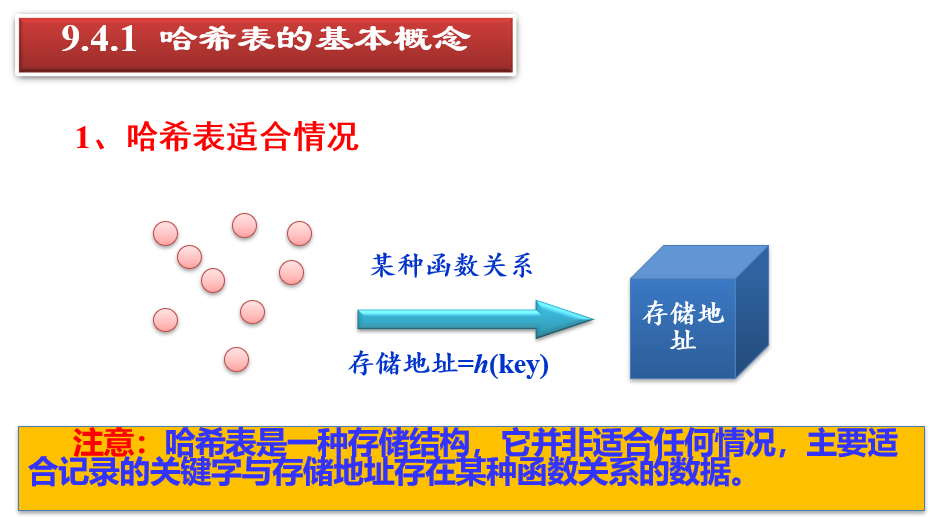 9.4.1 哈希表的基本概念
1、哈希表适合情况
某种函数关系
存储地址=h(key)
存储地
址
注意：哈希表是一种存储结构，它并非适合任何情况，主要适
合记录的关键字与存储地址存在某种函数关系的数据。